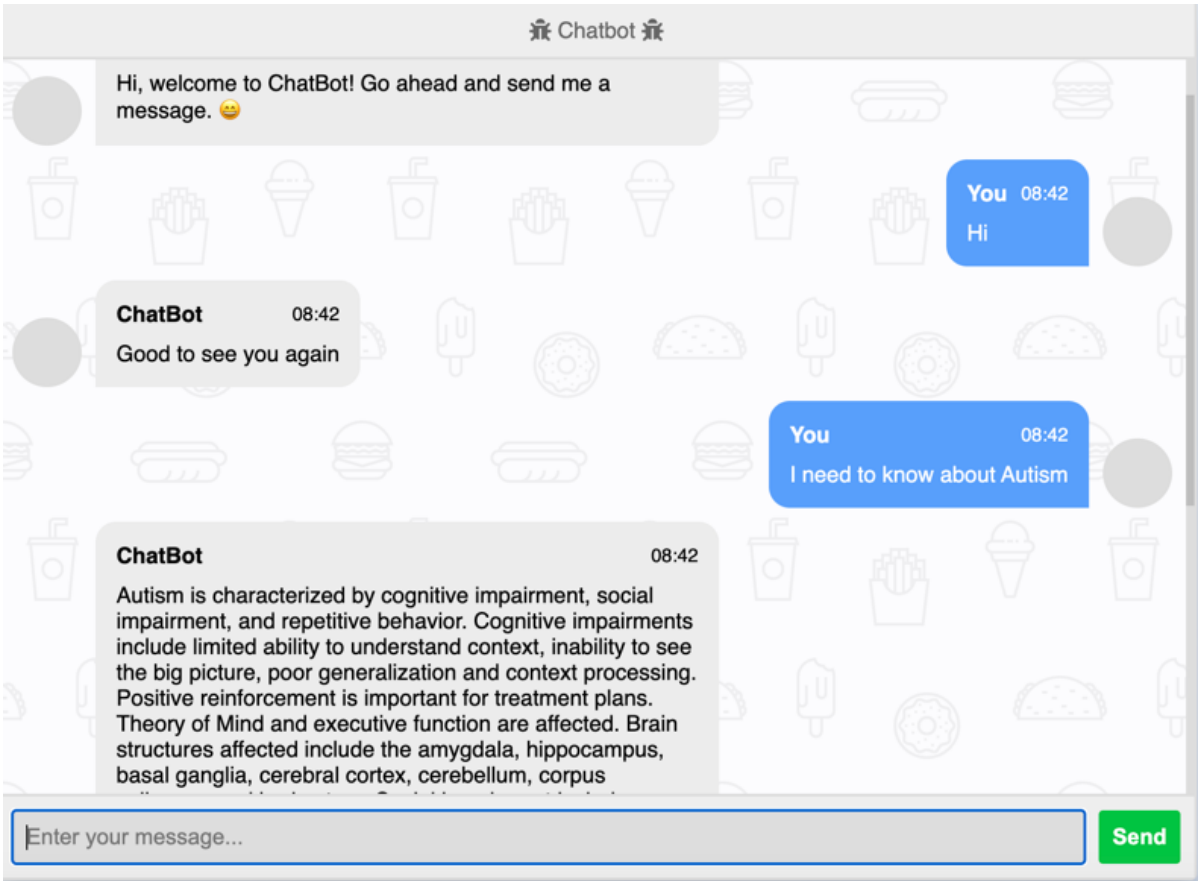 Chatbot
Hi, welcome to ChatBot! Go ahead and send me a
message. 😄
You 08:42
Hi
ChatBot 08:42
Good to see you again
You 08:42
I need to know about Autism
ChatBot 08:42
Autism is characterized by cognitive impairment, social
impairment, and repetitive behavior. Cognitive impairments
include limited ability to understand context, inability to see
the big picture, poor generalization and context processing.
Positive reinforcement is important for treatment plans.
Theory of Mind and executive function are affected. Brain
structures affected include the amygdala, hippocampus,
basal ganglia, cerebral cortex, cerebellum, corpus
Enter your message...
Send